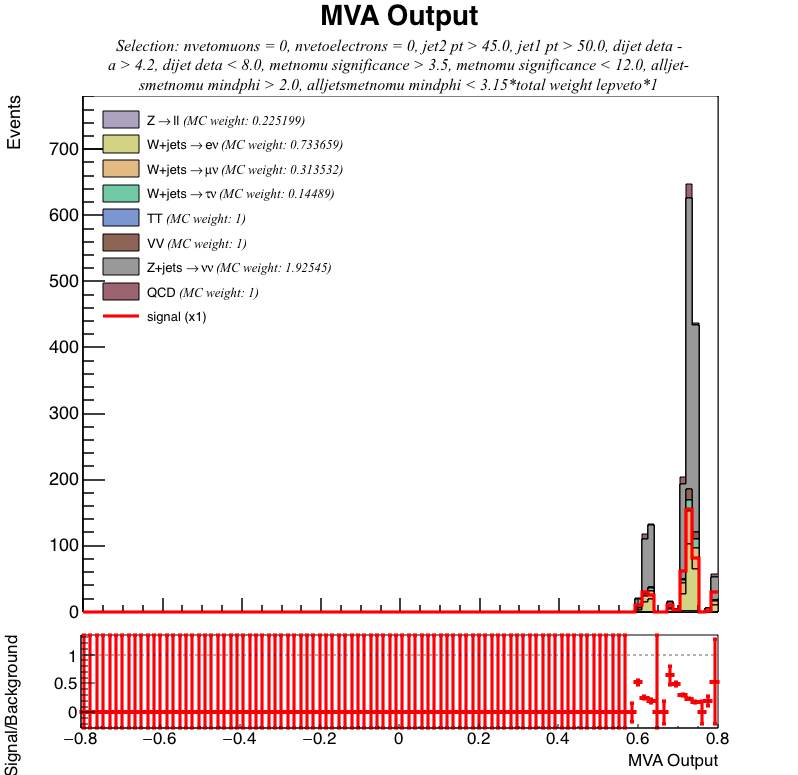 MVA Output
Selection: nvetomuons = 0, nvetoelectrons = 0, jet2 pt > 45.0, jet1 pt > 50.0, dijet deta -
a > 4.2, dijet deta < 8.0, metnomu significance > 3.5, metnomu significance < 12.0, alljet-
smetnomu mindphi > 2.0, alljetsmetnomu mindphi < 3.15*total weight lepveto*1
Events
700
600
500
400
300
200
100
0
Z→ll (MC weight: 0.225199)
W+jets→eν (MC weight: 0.733659)
W+jets→μν (MC weight: 0.313532)
W+jets→τν (MC weight: 0.14489)
TT (MC weight: 1)
VV (MC weight: 1)
Z+jets→νν (MC weight: 1.92545)
QCD (MC weight: 1)
signal (x1)
Signal/Background
1
0.5
0
−0.8 −0.6 −0.4 −0.2 0 0.2 0.4 0.6 0.8
MVA Output